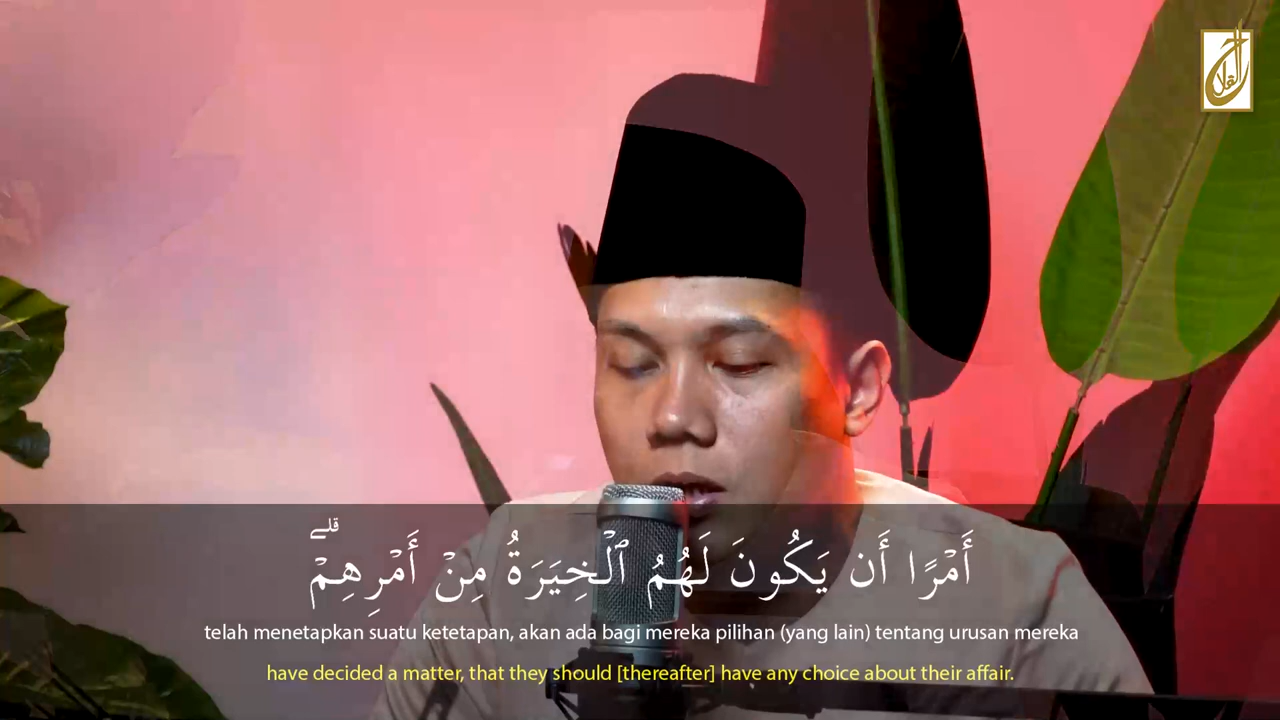 أَمْرًا أَن يَكُونَ لَهُمُ ٱلْخِيَرَةُ مِنْ أَمْرِهِمْ ۗ
telah menetapkan suatu ketetapan, akan ada bagi mereka pilihan (yang lain) tentang urusan mereka
have decided a matter, that they should [thereafter] have any choice about their affair.